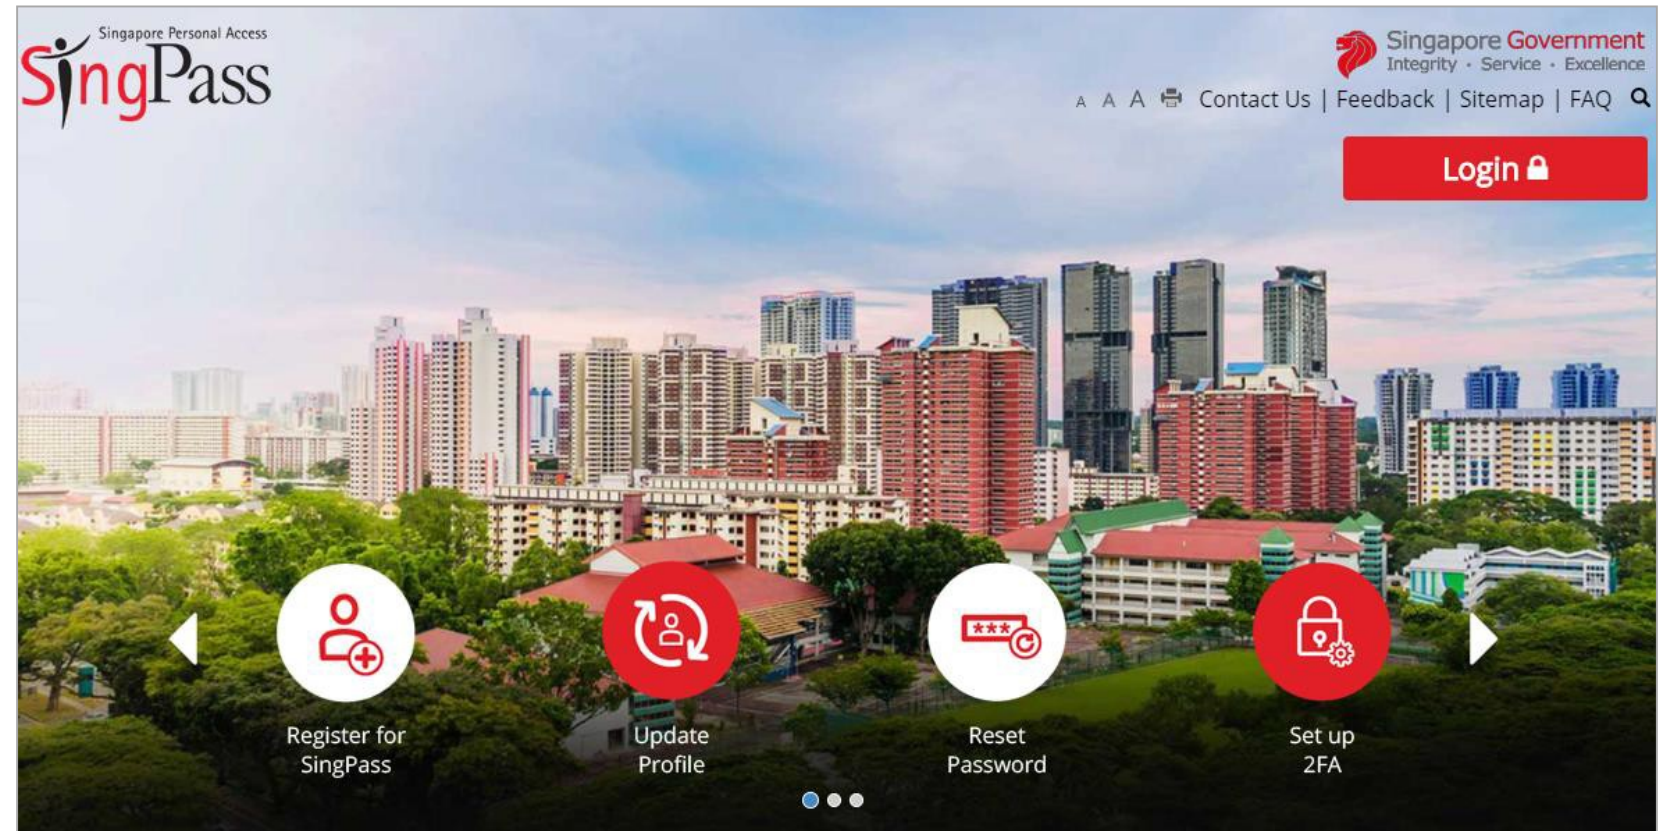 Singapore Personal Access
SingPass
Singapore Government
Integrity · Service · Excellence
A A A Contact Us | Feedback | Sitemap | FAQ
Login
***
Register for
SingPass
Update
Profile
Reset
Password
Set up
2FA